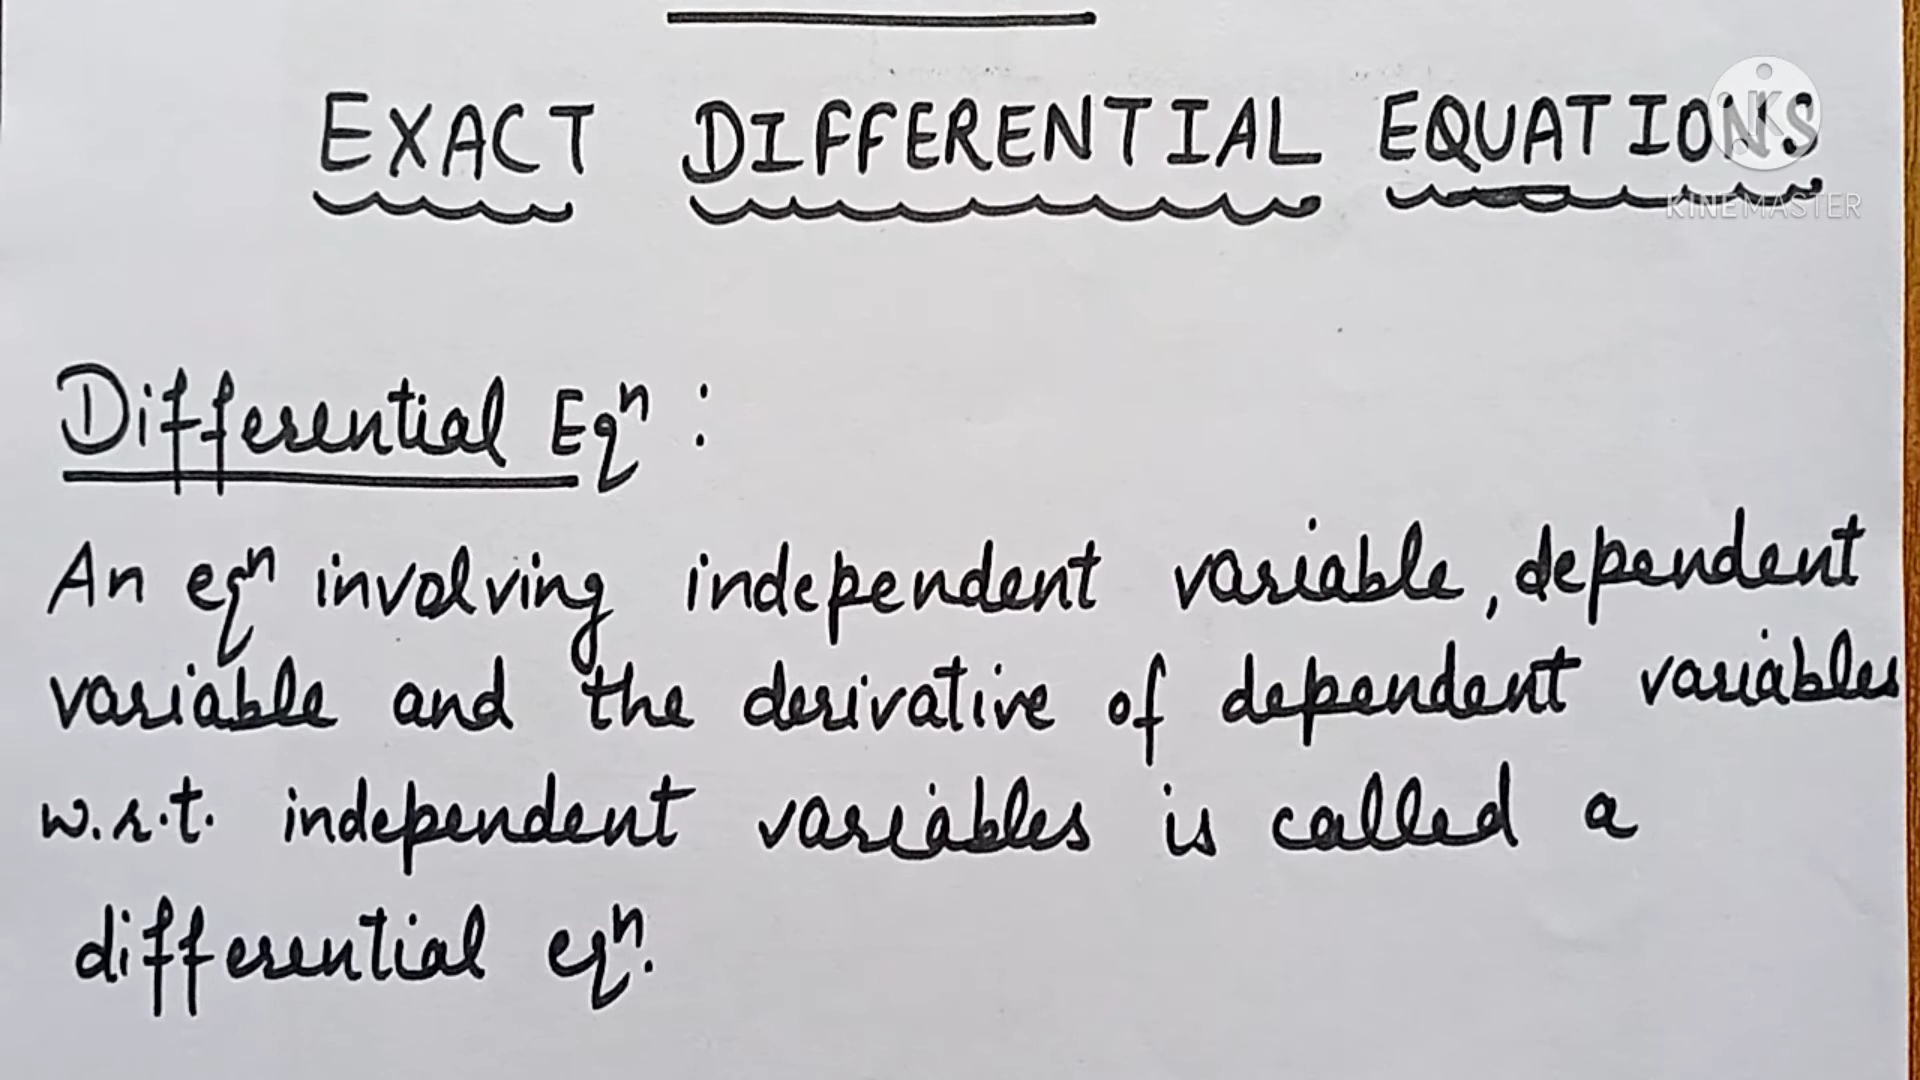 EXACT DIFFERENTIAL EQUATIONS
KINEMASTER
Differential Eqⁿ :
An eqⁿ involving independent variable, dependent
variable and the derivative of dependent variables
w.r.t. independent variables is called a
differential eqⁿ.